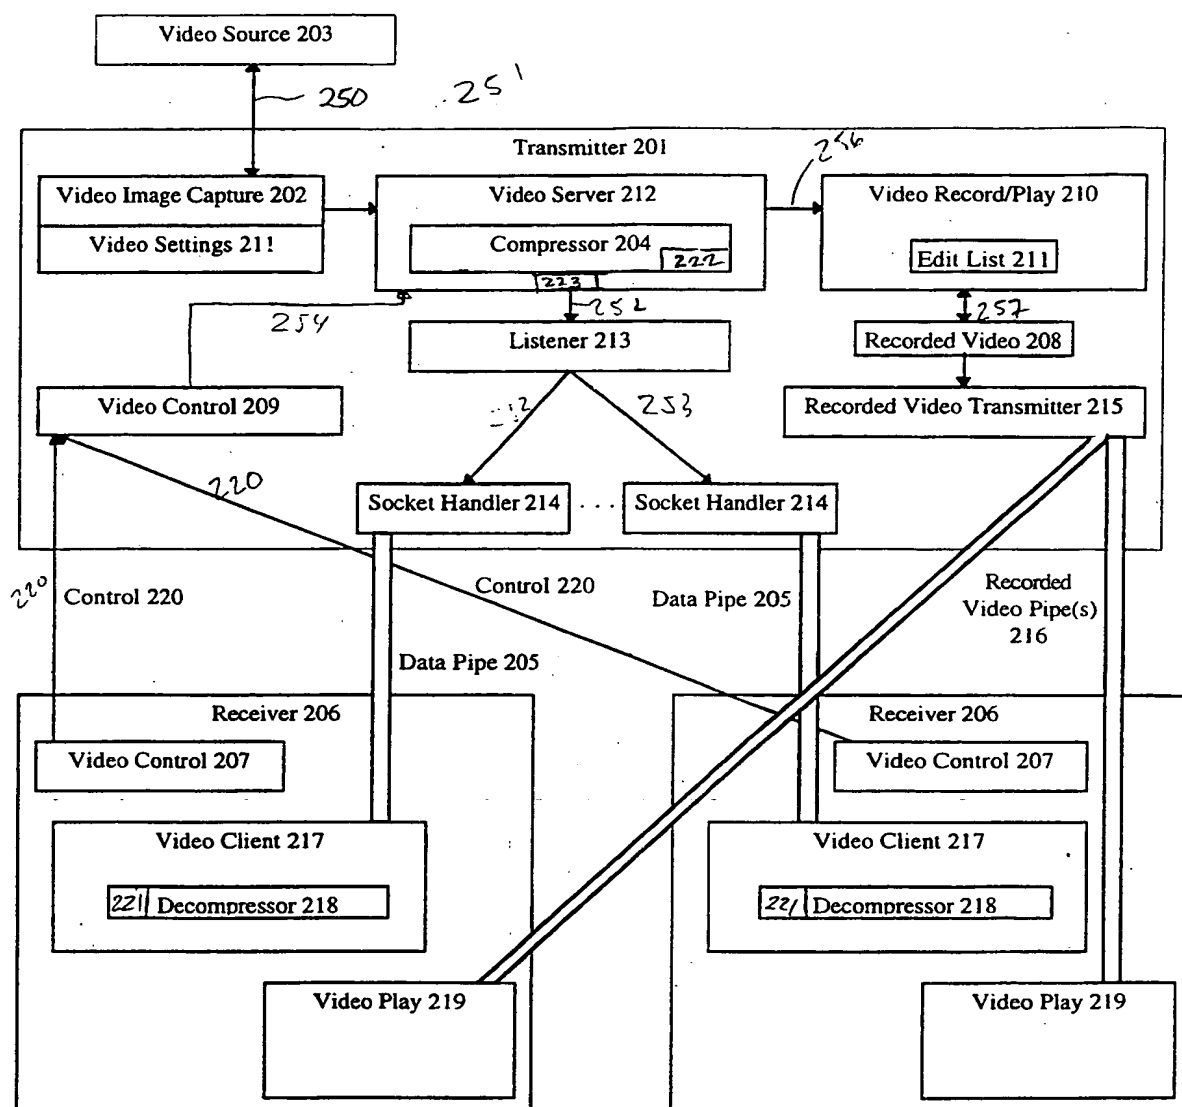 Video Source 203
250
251
Transmitter 201
256
Video Image Capture 202
Video Server 212
Video Record/Play 210
Video Settings 211
Compressor 204
222
Edit List 211
223
254
252
257
Listener 213
Recorded Video 208
Video Control 209
253
Recorded Video Transmitter 215
220
Socket Handler 214
...
Socket Handler 214
220
Control 220
Control 220
Data Pipe 205
Recorded
Video Pipe(s)
216
Data Pipe 205
Receiver 206
Receiver 206
Video Control 207
Video Control 207
Video Client 217
Video Client 217
221 Decompressor 218
221 Decompressor 218
Video Play 219
Video Play 219